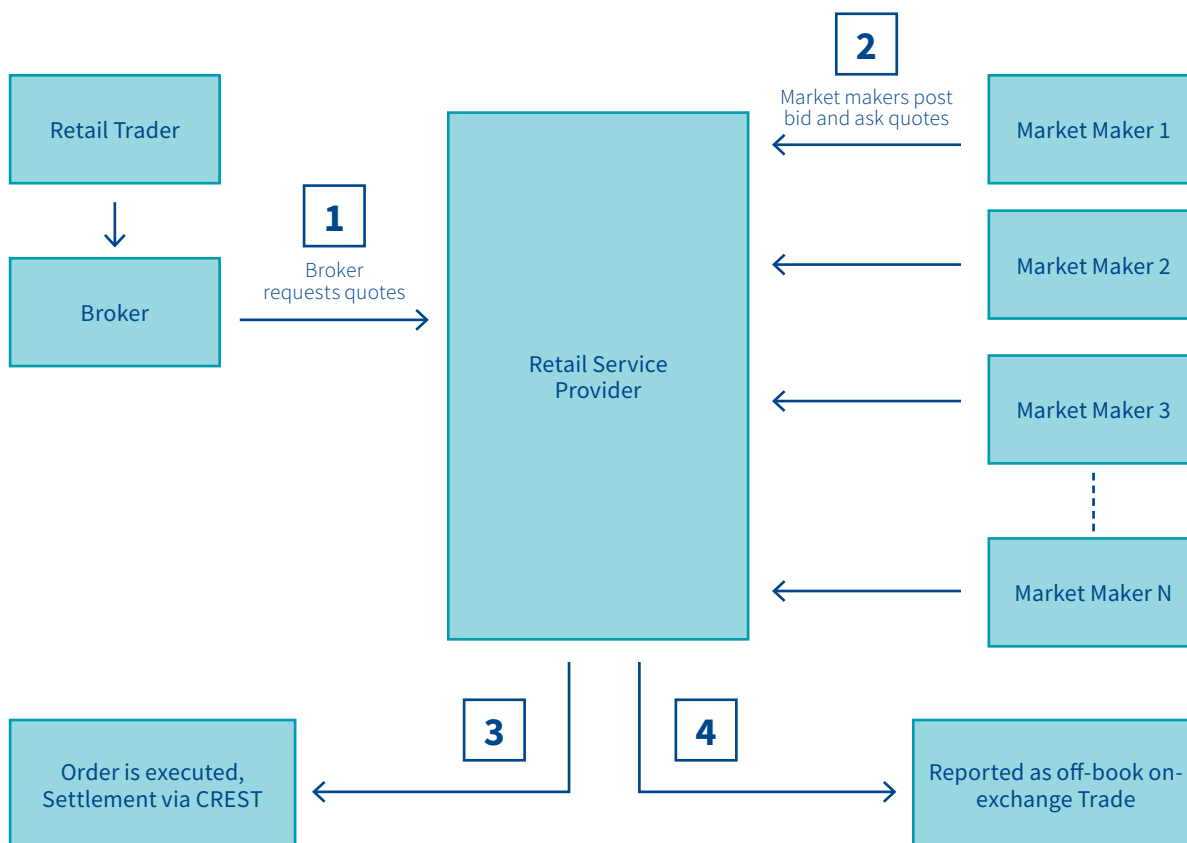 Retail Trader
Broker
1
Broker
requests quotes
Retail Service
Provider
2
Market makers post
bid and ask quotes
Market Maker 1
Market Maker 2
Market Maker 3
Market Maker N
3
Order is executed,
Settlement via CREST
4
Reported as off-book on-
exchange Trade